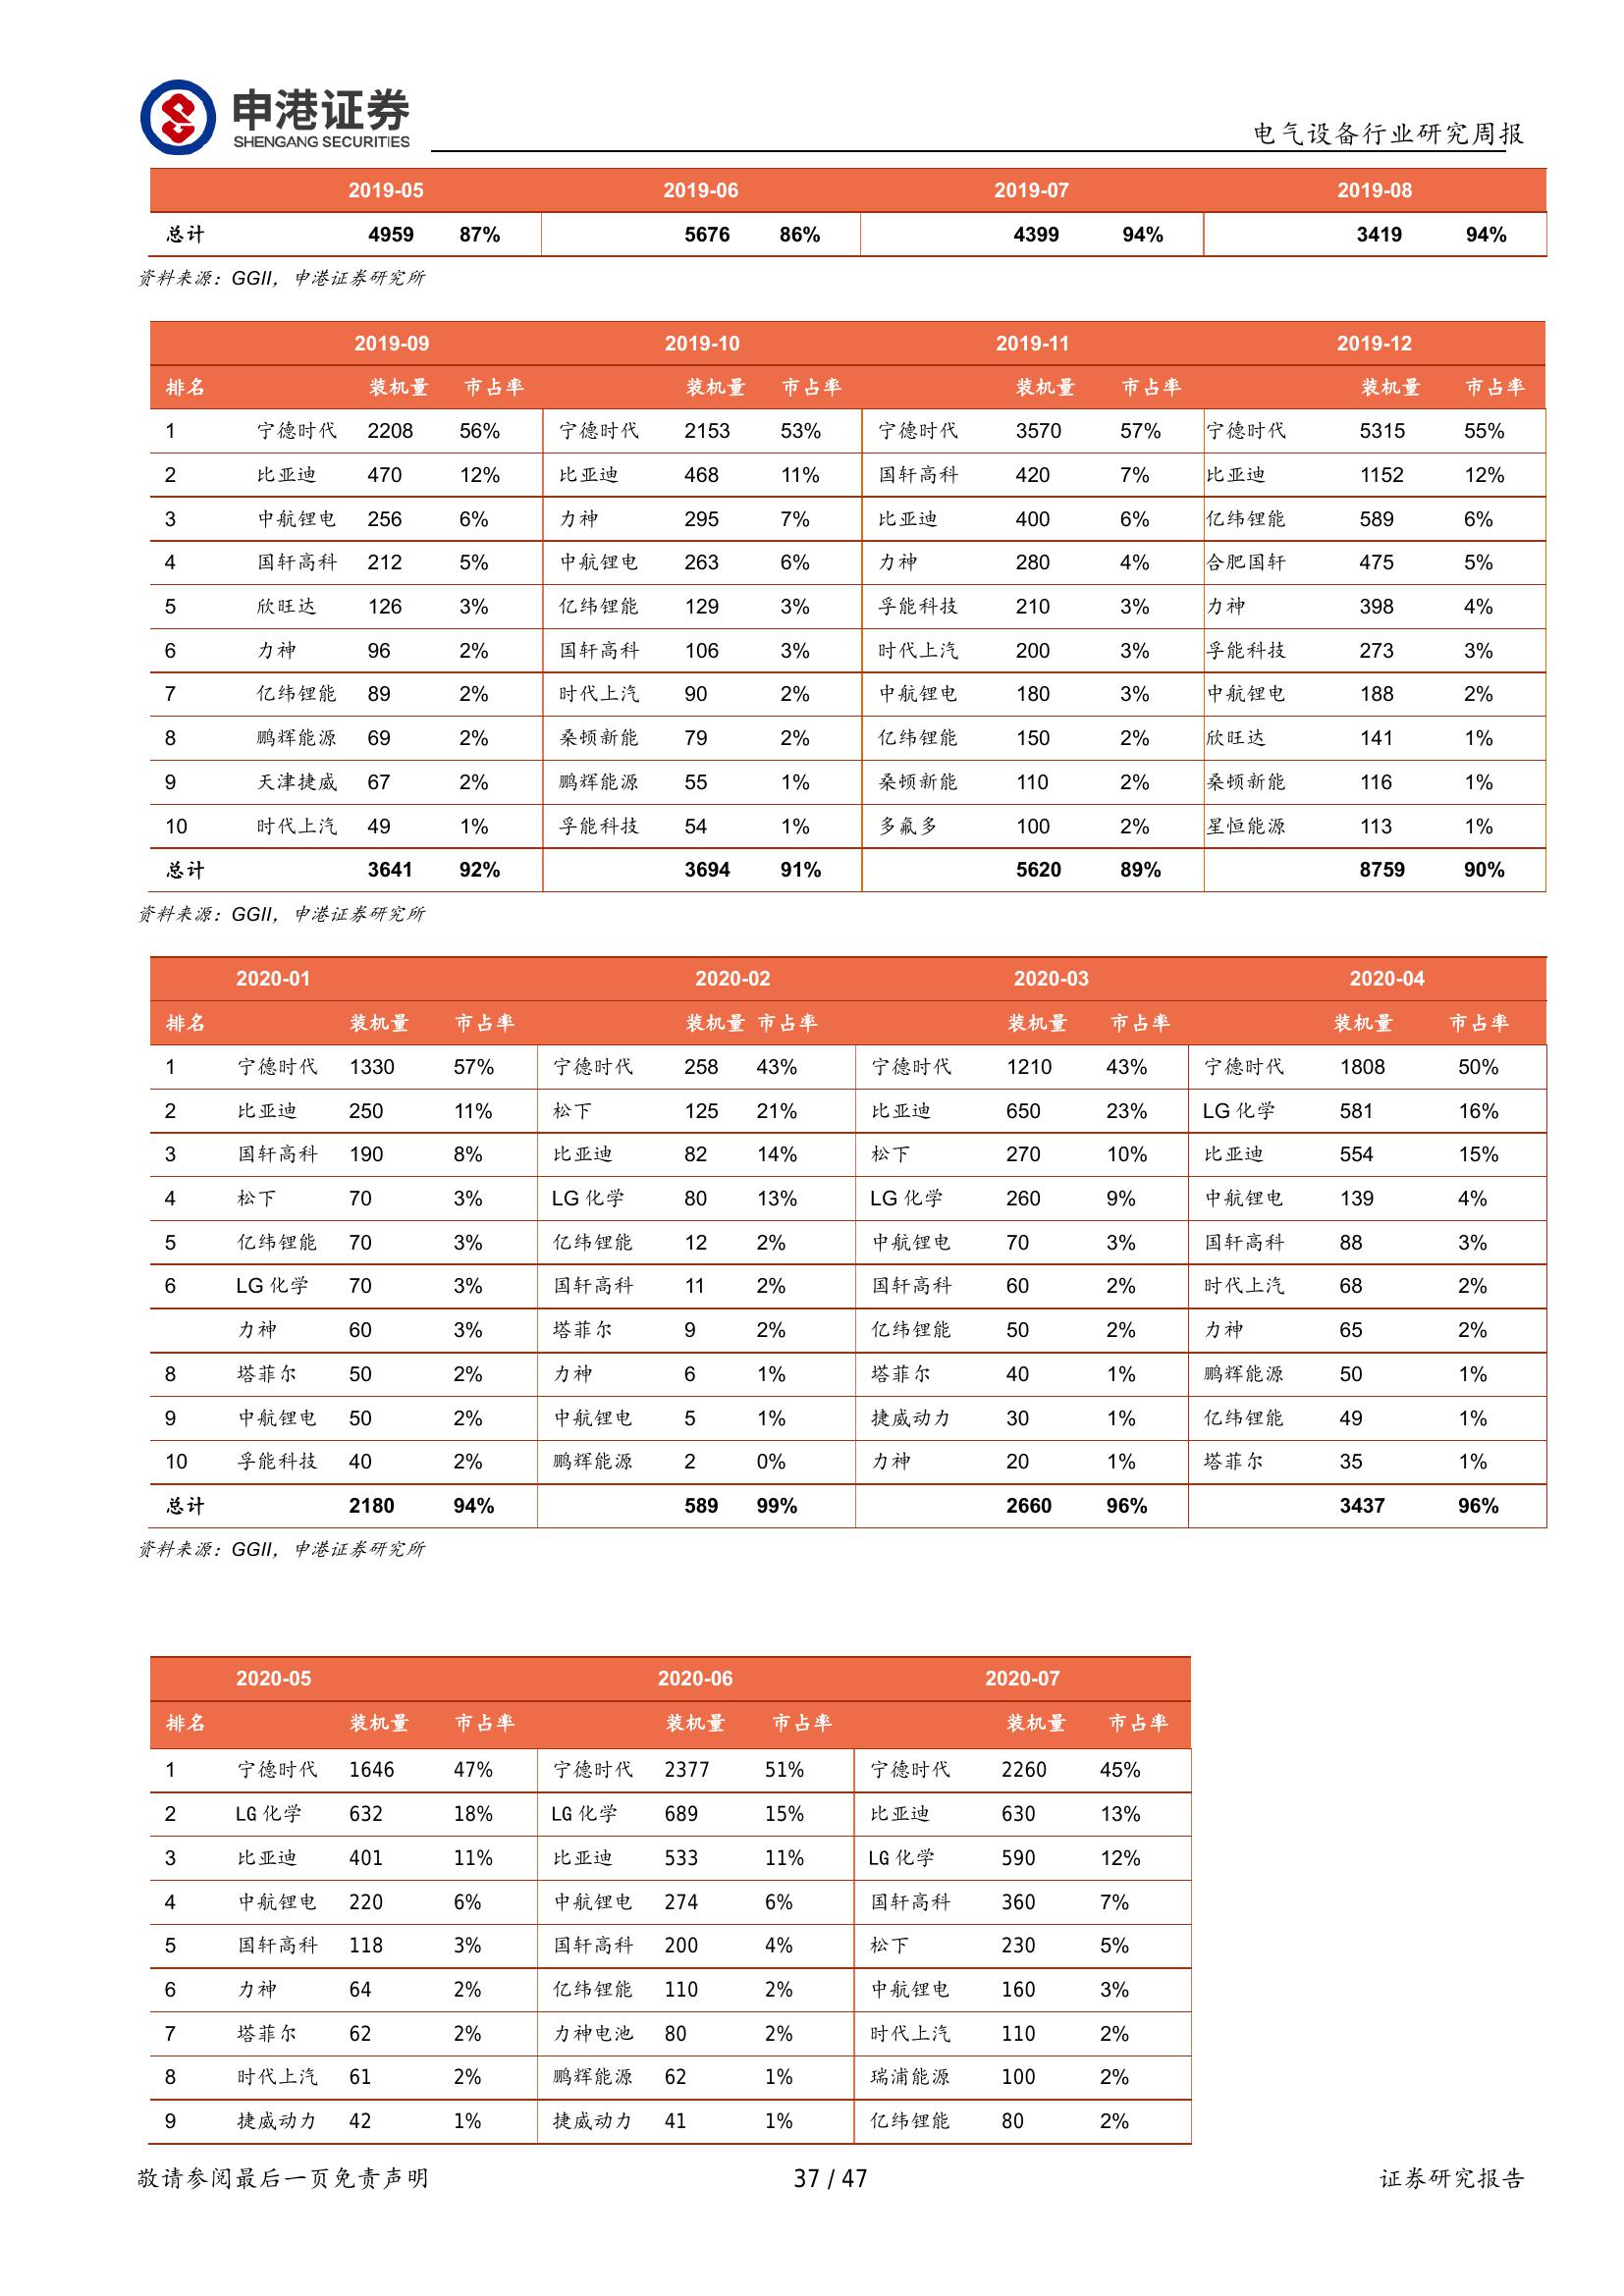 申港证券
SHENGANG SECURITIES
电气设备行业研究周报
2019-05 2019-06 2019-07 2019-08
总计 4959 87% 5676 86% 4399 94% 3419 94%
资料来源：GGII，申港证券研究所
2019-09 2019-10 2019-11 2019-12
排名 装机量 市占率 装机量 市占率 装机量 市占率 装机量 市占率
1 宁德时代 2208 56% 宁德时代 2153 53% 宁德时代 3570 57% 宁德时代 5315 55%
2 比亚迪 470 12% 比亚迪 468 11% 国轩高科 420 7% 比亚迪 1152 12%
3 中航锂电 256 6% 力神 295 7% 比亚迪 400 6% 亿纬锂能 589 6%
4 国轩高科 212 5% 中航锂电 263 6% 力神 280 4% 合肥国轩 475 5%
5 欣旺达 126 3% 亿纬锂能 129 3% 孚能科技 210 3% 力神 398 4%
6 力神 96 2% 国轩高科 106 3% 时代上汽 200 3% 孚能科技 273 3%
7 亿纬锂能 89 2% 时代上汽 90 2% 中航锂电 180 3% 中航锂电 188 2%
8 鹏辉能源 69 2% 桑顿新能 79 2% 亿纬锂能 150 2% 欣旺达 141 1%
9 天津捷威 67 2% 鹏辉能源 55 1% 桑顿新能 110 2% 桑顿新能 116 1%
10 时代上汽 49 1% 孚能科技 54 1% 多氟多 100 2% 星恒能源 113 1%
总计 3641 92% 3694 91% 5620 89% 8759 90%
资料来源：GGII，申港证券研究所
2020-01 2020-02 2020-03 2020-04
排名 装机量 市占率 装机量 市占率 装机量 市占率 装机量 市占率
1 宁德时代 1330 57% 宁德时代 258 43% 宁德时代 1210 43% 宁德时代 1808 50%
2 比亚迪 250 11% 松下 125 21% 比亚迪 650 23% LG 化学 581 16%
3 国轩高科 190 8% 比亚迪 82 14% 松下 270 10% 比亚迪 554 15%
4 松下 70 3% LG 化学 80 13% LG 化学 260 9% 中航锂电 139 4%
5 亿纬锂能 70 3% 亿纬锂能 12 2% 中航锂电 70 3% 国轩高科 88 3%
6 LG 化学 70 3% 国轩高科 11 2% 国轩高科 60 2% 时代上汽 68 2%
力神 60 3% 塔菲尔 9 2% 亿纬锂能 50 2% 力神 65 2%
8 塔菲尔 50 2% 力神 6 1% 塔菲尔 40 1% 鹏辉能源 50 1%
9 中航锂电 50 2% 中航锂电 5 1% 捷威动力 30 1% 亿纬锂能 49 1%
10 孚能科技 40 2% 鹏辉能源 2 0% 力神 20 1% 塔菲尔 35 1%
总计 2180 94% 589 99% 2660 96% 3437 96%
资料来源：GGII，申港证券研究所
2020-05 2020-06 2020-07
排名 装机量 市占率 装机量 市占率 装机量 市占率
1 宁德时代 1646 47% 宁德时代 2377 51% 宁德时代 2260 45%
2 LG 化学 632 18% LG 化学 689 15% 比亚迪 630 13%
3 比亚迪 401 11% 比亚迪 533 11% LG 化学 590 12%
4 中航锂电 220 6% 中航锂电 274 6% 国轩高科 360 7%
5 国轩高科 118 3% 国轩高科 200 4% 松下 230 5%
6 力神 64 2% 亿纬锂能 110 2% 中航锂电 160 3%
7 塔菲尔 62 2% 力神电池 80 2% 时代上汽 110 2%
8 时代上汽 61 2% 鹏辉能源 62 1% 瑞浦能源 100 2%
9 捷威动力 42 1% 捷威动力 41 1% 亿纬锂能 80 2%
敬请参阅最后一页免责声明 37 / 47 证券研究报告